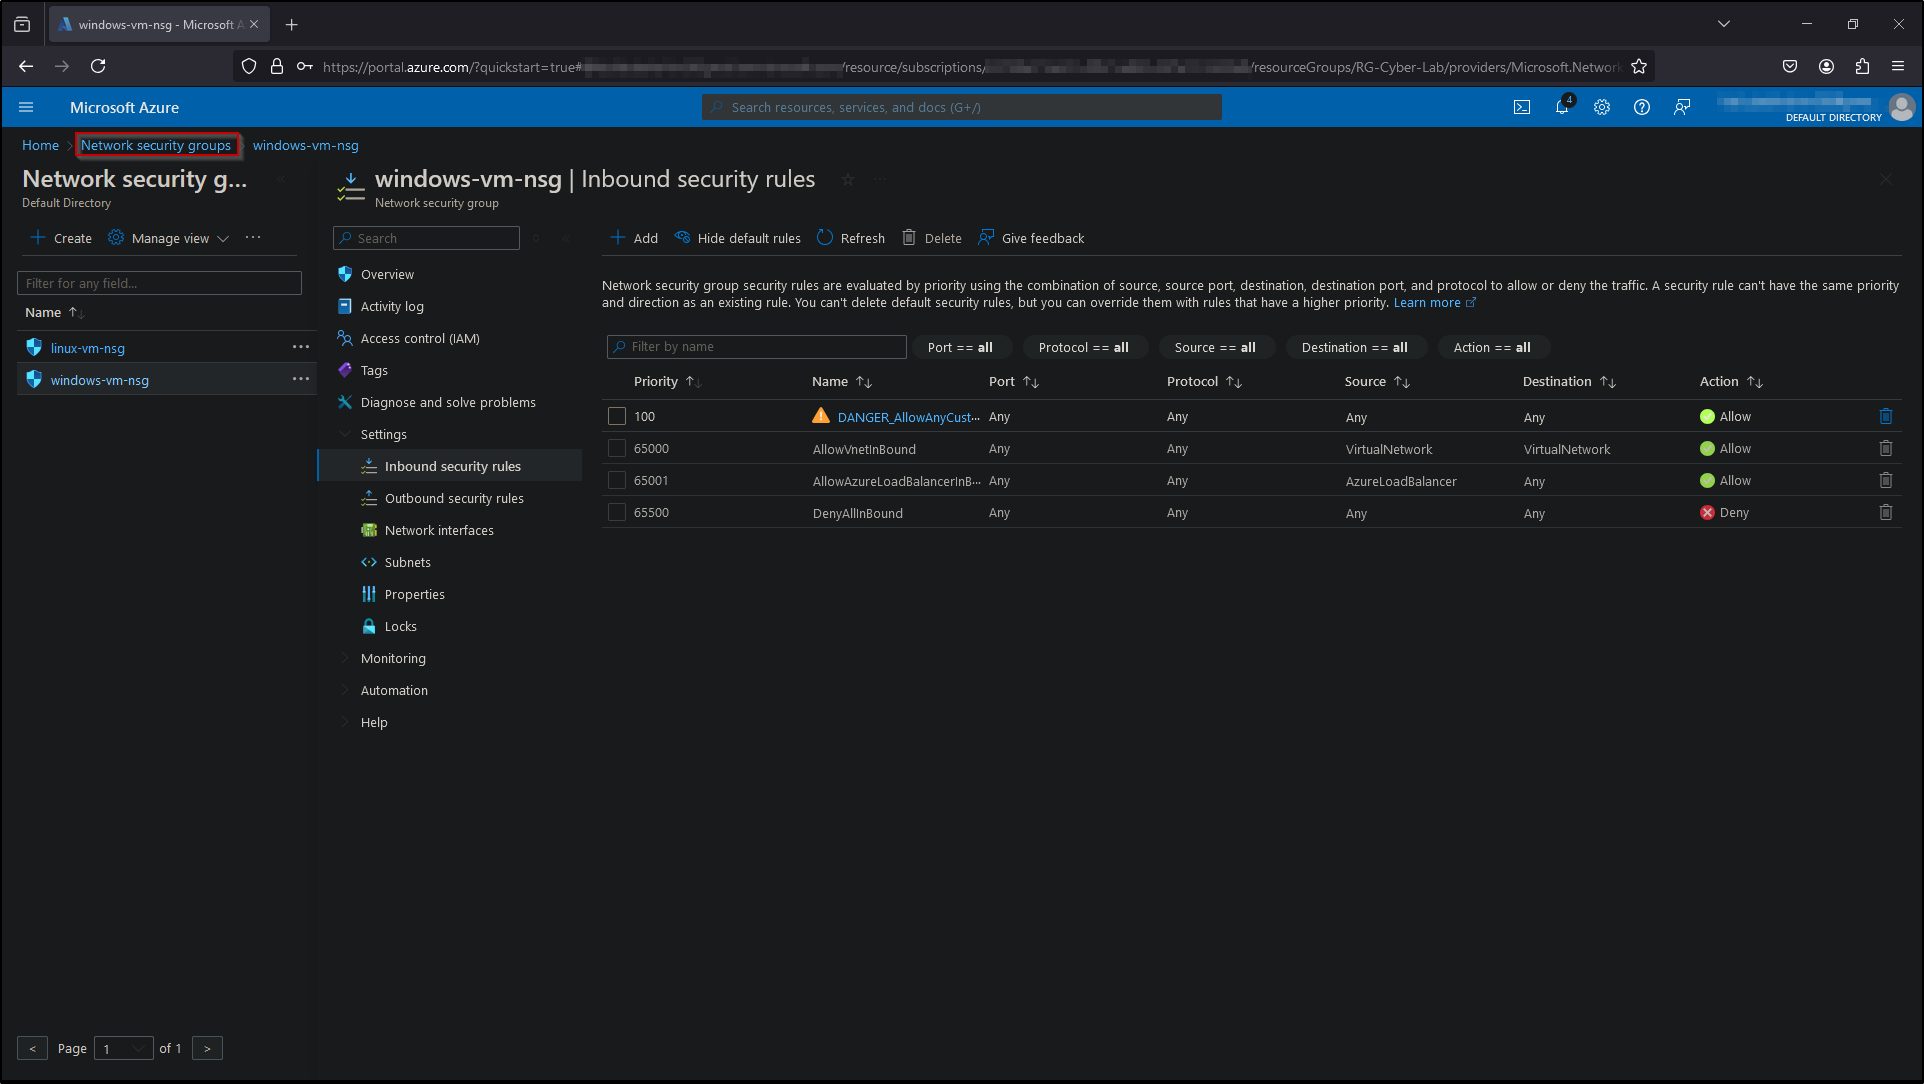 windows-vm-nsg - Microsoft A
https://portal.azure.com/?quickstart=true# /resource/subscriptions/ /resourceGroups/RG-Cyber-Lab/providers/Microsoft.Network
Microsoft Azure
Search resources, services, and docs (G+/)
4
DEFAULT DIRECTORY
Home > Network security groups > windows-vm-nsg
Network security g...
Default Directory
Create
Manage view
Filter for any field...
Name
linux-vm-nsg
windows-vm-nsg
< Page 1 of 1 >
windows-vm-nsg | Inbound security rules
Network security group
Search
Overview
Activity log
Access control (IAM)
Tags
Diagnose and solve problems
Settings
Inbound security rules
Outbound security rules
Network interfaces
Subnets
Properties
Locks
Monitoring
Automation
Help
Add Hide default rules Refresh Delete Give feedback
Network security group security rules are evaluated by priority using the combination of source, source port, destination, destination port, and protocol to allow or deny the traffic. A security rule can't have the same priority
and direction as an existing rule. You can't delete default security rules, but you can override them with rules that have a higher priority. Learn more
Filter by name Port == all Protocol == all Source == all Destination == all Action == all
Priority Name Port Protocol Source Destination Action
100 DANGER_AllowAnyCust... Any Any Any Any Allow
65000 AllowVnetInBound Any Any VirtualNetwork VirtualNetwork Allow
65001 AllowAzureLoadBalancerInB... Any Any AzureLoadBalancer Any Allow
65500 DenyAllInBound Any Any Any Any Deny